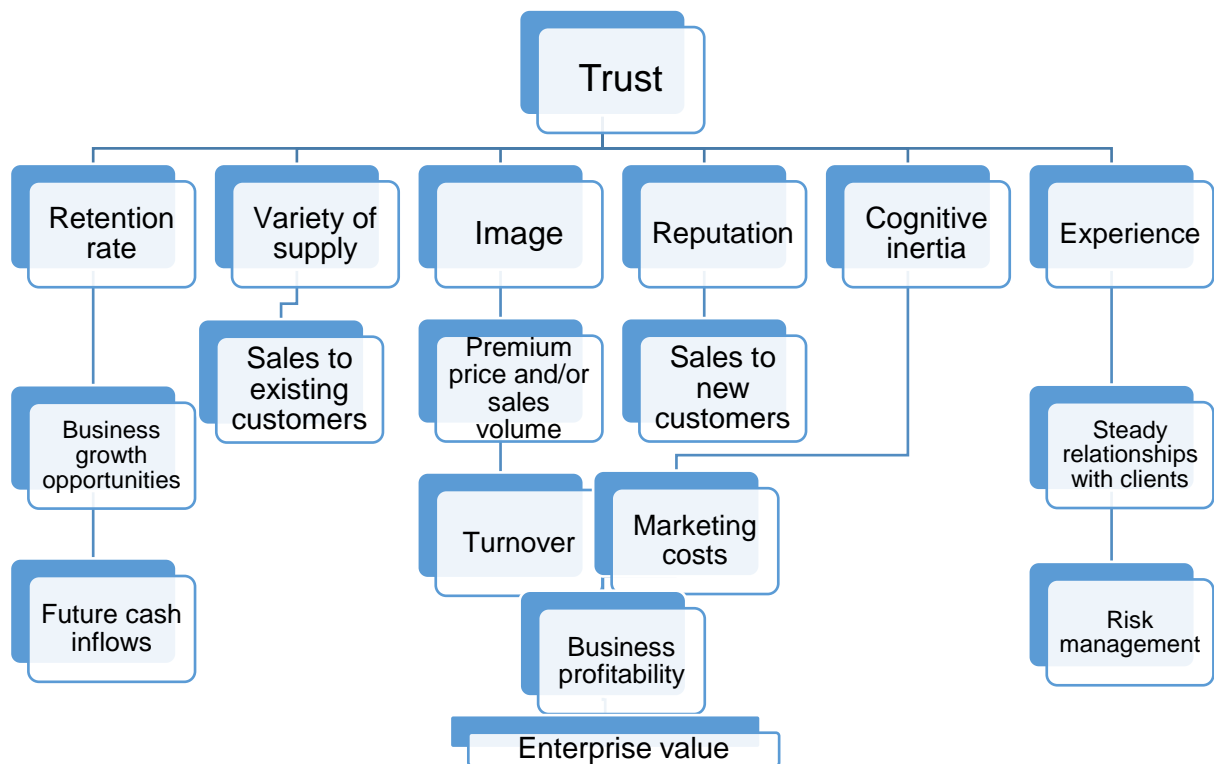 Trust
Retention
rate
Variety of
supply
Image
Reputation
Cognitive
inertia
Experience
Sales to
existing
customers
Premium
price and/or
sales
volume
Sales to
new
customers
Business
growth
opportunities
Steady
relationships
with clients
Turnover
Marketing
costs
Future cash
inflows
Business
profitability
Risk
management
Enterprise value